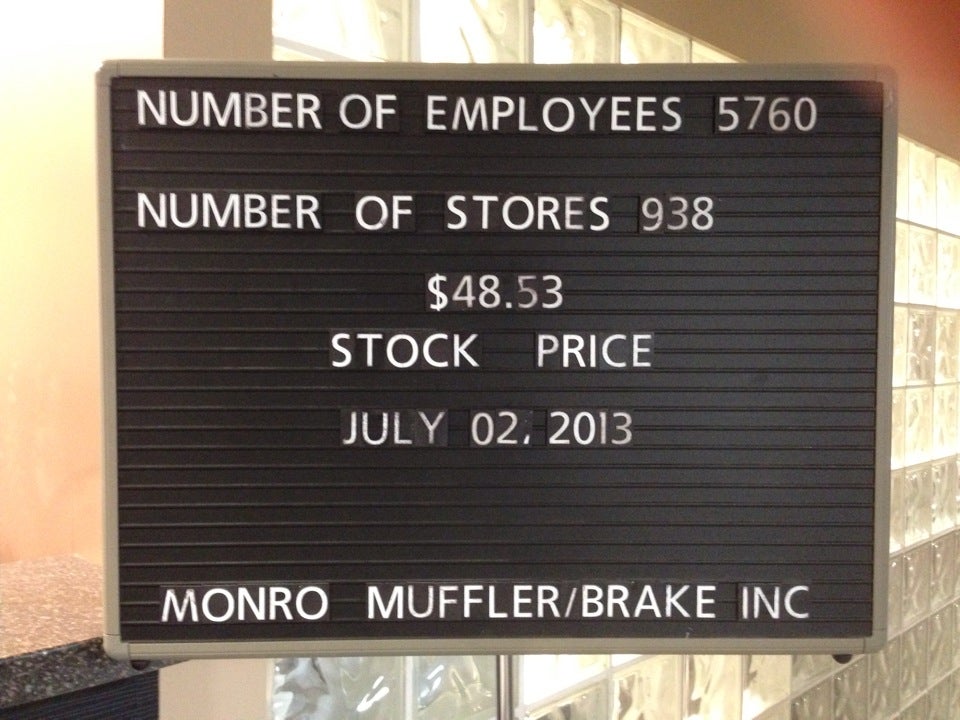 NUMBER OF EMPLOYEES 5760
NUMBER OF STORES 938
$48.53
STOCK PRICE
JULY 02, 2013
MONRO MUFFLER/BRAKE INC